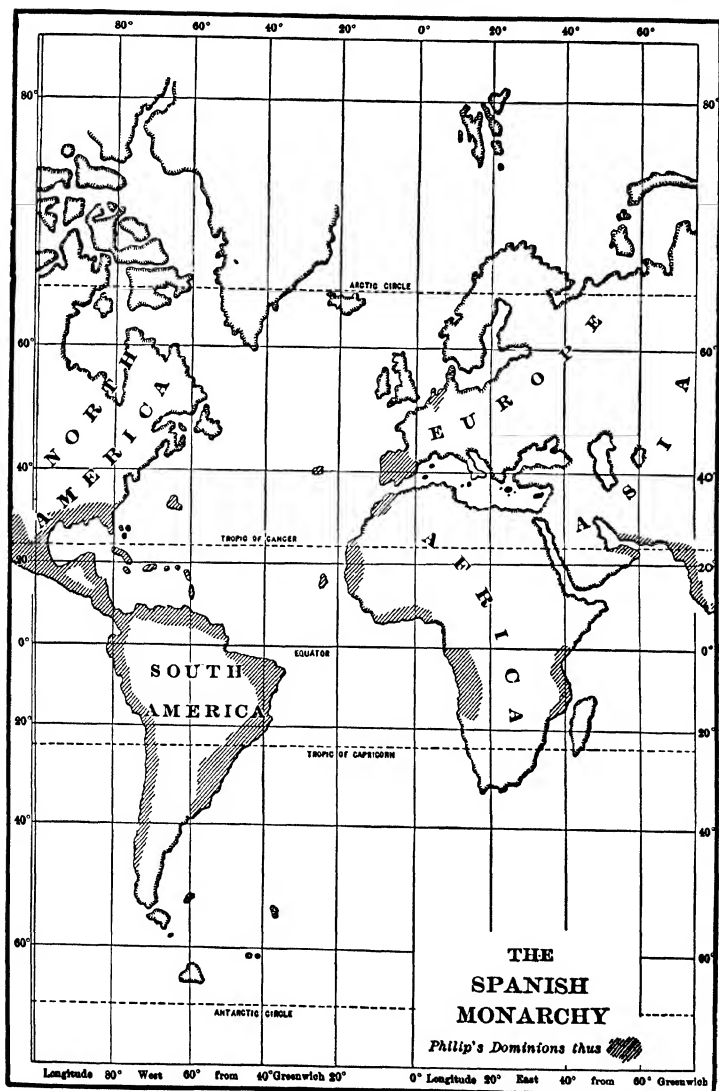 80° 60° 40° 20° 0° 20° 40° 60°
80° 80°
ARCTIC CIRCLE
60° 60°
NORTH
AMERICA
EUROPE
ASIA
40° 40°
TROPIC OF CANCER
20° 20°
AFRICA
0° 0°
EQUATOR
SOUTH
AMERICA
20° 20°
TROPIC OF CAPRICORN
40° 40°
60° 60°
ANTARCTIC CIRCLE
THE
SPANISH
MONARCHY
Philip's Dominions thus
Longitude 80° West 60° from 40° Greenwich 20° 0° Longitude 20° East 40° from 60° Greenwich